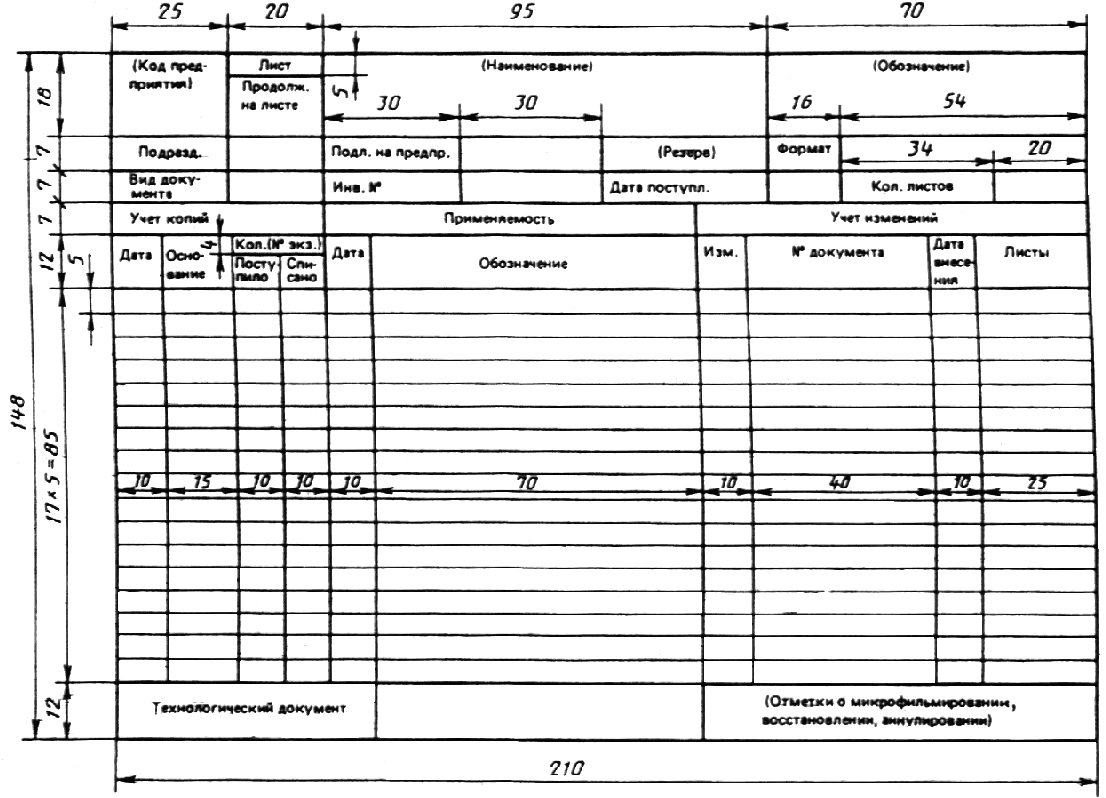 25 20 95 70
(Код пред-
приятия)
Лист
Продолж.
на листе
5
(Наименование)
30 30
(Обозначение)
16 54
18
7
Подразд.
Подл. на предпр.
(Резерв)
Формат
34 20
7
Вид доку-
мента
Инв. №
Дата поступл.
Кол. листов
7
Учет копий
Применяемость
Учет изменений
12
5
Дата
Осно-
вание
4
Кол.(№ экз.)
Посту-
пило
Спи-
сано
Дата
Обозначение
Изм.
№ документа
Дата
внесе-
ния
Листы
148
17×5=85
10 15 10 10 10 70 10 40 10 25
12
Технологический документ
(Отметки о микрофильмировании,
восстановлении, аннулировании)
210